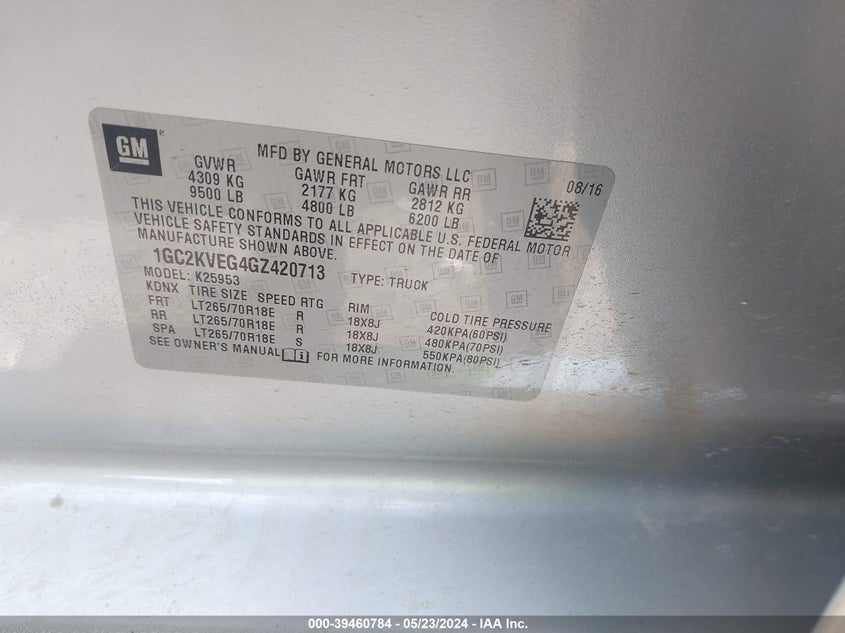 GM
MFD BY GENERAL MOTORS LLC
08/16
GVWR GAWR FRT GAWR RR
4309 KG 2177 KG 2812 KG
9500 LB 4800 LB 6200 LB
THIS VEHICLE CONFORMS TO ALL APPLICABLE U.S. FEDERAL MOTOR
VEHICLE SAFETY STANDARDS IN EFFECT ON THE DATE OF
MANUFACTURE SHOWN ABOVE.
1GC2KVEG4GZ420713 TYPE: TRUCK
MODEL: K25953
KDNX TIRE SIZE SPEED RTG RIM COLD TIRE PRESSURE
FRT LT265/70R18E R 18X8J 420KPA(60PSI)
RR LT265/70R18E R 18X8J 480KPA(70PSI)
SPA LT265/70R18E S 18X8J 550KPA(80PSI)
SEE OWNER'S MANUAL FOR MORE INFORMATION.
000-39460784 / 05/23/2024 - IAA Inc.